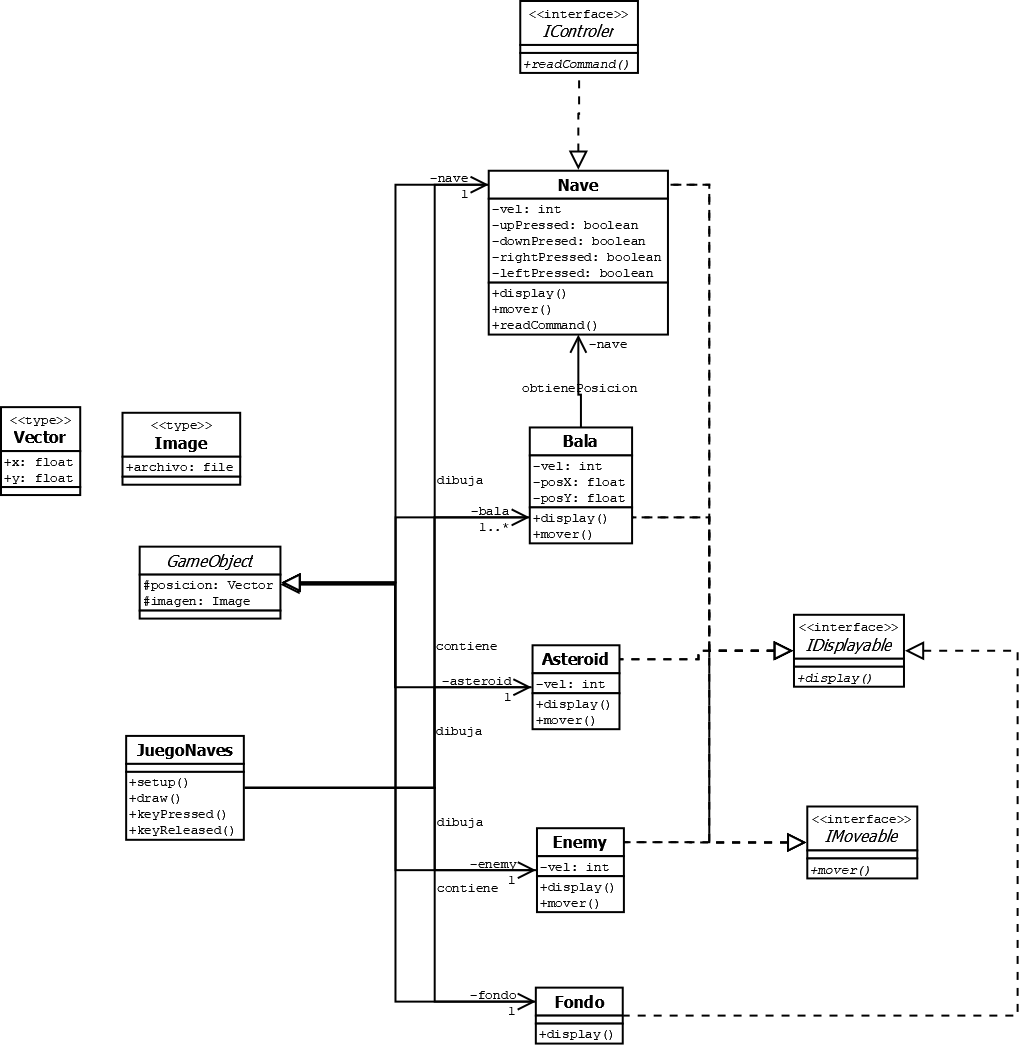 <<interface>>
IControler
+readCommand()
-nave
1
Nave
-vel: int
-upPressed: boolean
-downPresed: boolean
-rightPressed: boolean
-leftPressed: boolean
+display()
+mover()
+readCommand()
-nave
obtienePosicion
<<type>>
Vector
+x: float
+y: float
<<type>>
Image
+archivo: file
Bala
-vel: int
-posX: float
-posY: float
+display()
+mover()
dibuja
-bala
1..*
GameObject
#posicion: Vector
#imagen: Image
contiene
-asteroid
1
Asteroid
-vel: int
+display()
+mover()
<<interface>>
IDisplayable
+display()
dibuja
JuegoNaves
+setup()
+draw()
+keyPressed()
+keyReleased()
dibuja
-enemy
1
contiene
Enemy
-vel: int
+display()
+mover()
<<interface>>
IMoveable
+mover()
-fondo
1
Fondo
+display()